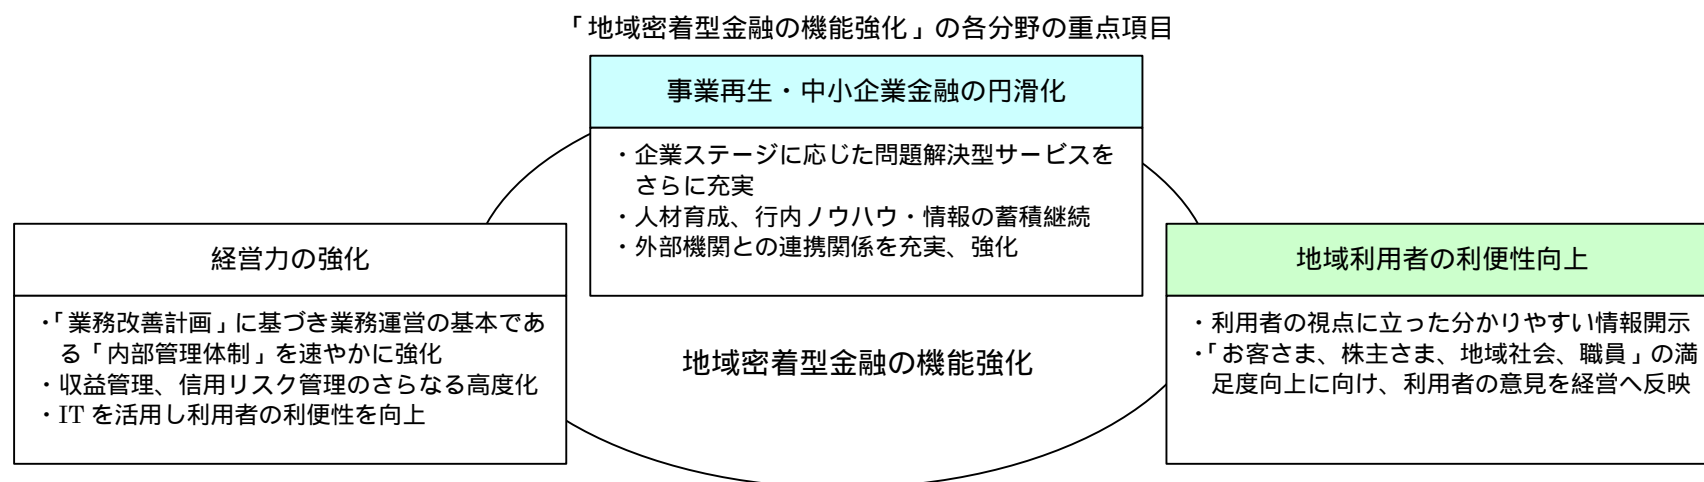 「地域密着型金融の機能強化」の各分野の重点項目
事業再生・中小企業金融の円滑化
・企業ステージに応じた問題解決型サービスを
さらに充実
・人材育成、行内ノウハウ・情報の蓄積継続
・外部機関との連携関係を充実、強化
経営力の強化
・「業務改善計画」に基づき業務運営の基本であ
る「内部管理体制」を速やかに強化
・収益管理、信用リスク管理のさらなる高度化
・IT を活用し利用者の利便性を向上
地域密着型金融の機能強化
地域利用者の利便性向上
・利用者の視点に立った分かりやすい情報開示
・「お客さま、株主さま、地域社会、職員」の満
足度向上に向け、利用者の意見を経営へ反映